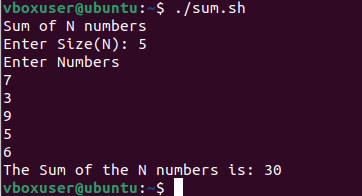 vboxuser@ubuntu:~$ ./sum.sh
Sum of N numbers
Enter Size(N): 5
Enter Numbers
7
3
9
5
6
The Sum of the N numbers is: 30
vboxuser@ubuntu:~$